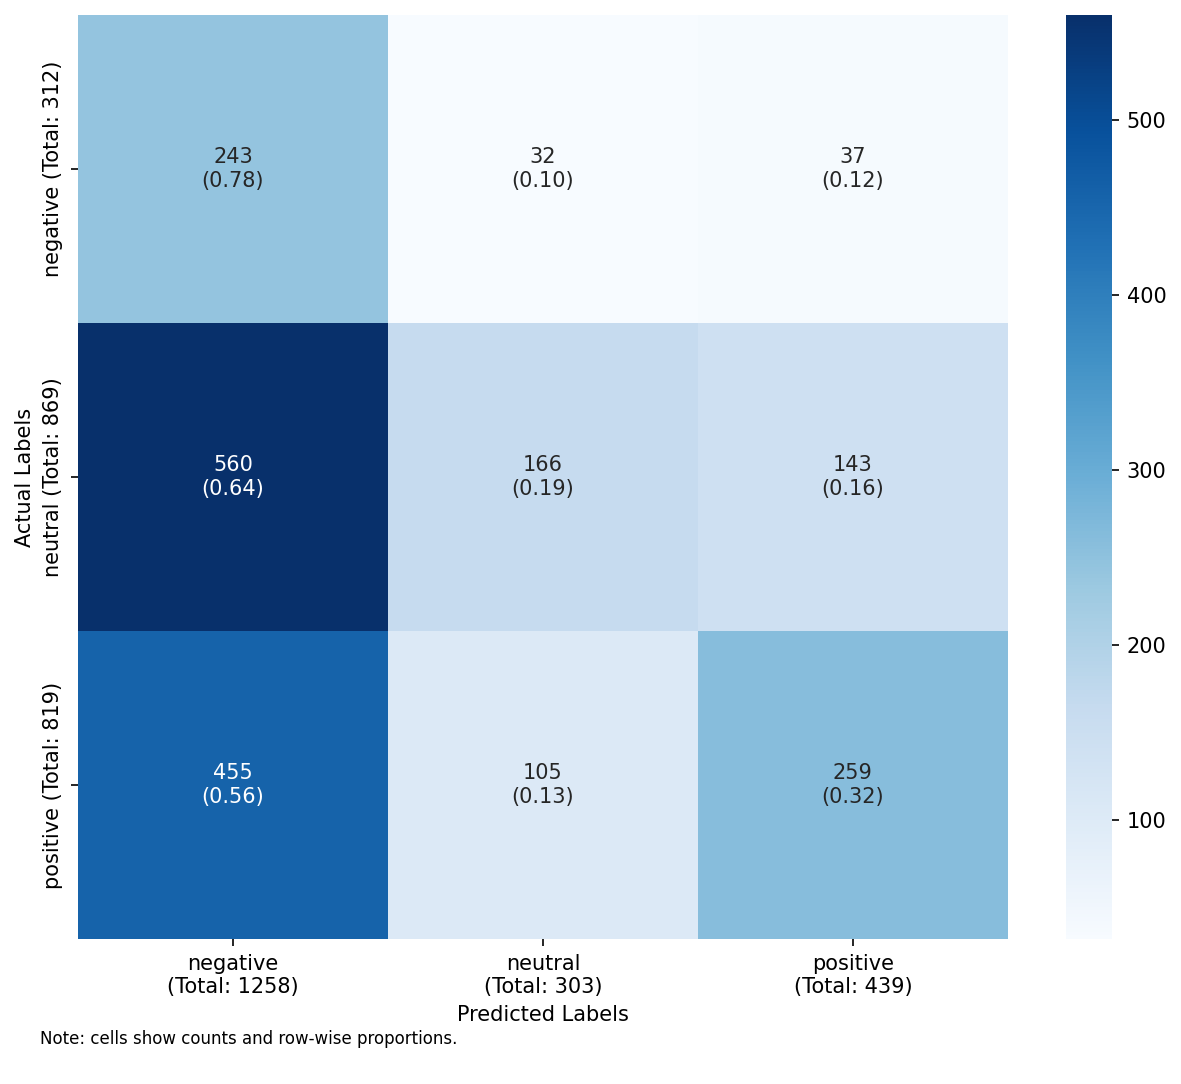 Actual Labels
negative (Total: 312)
243
(0.78)
32
(0.10)
37
(0.12)
neutral (Total: 869)
560
(0.64)
166
(0.19)
143
(0.16)
positive (Total: 819)
455
(0.56)
105
(0.13)
259
(0.32)
negative
(Total: 1258)
neutral
(Total: 303)
positive
(Total: 439)
Predicted Labels
500
400
300
200
100
Note: cells show counts and row-wise proportions.